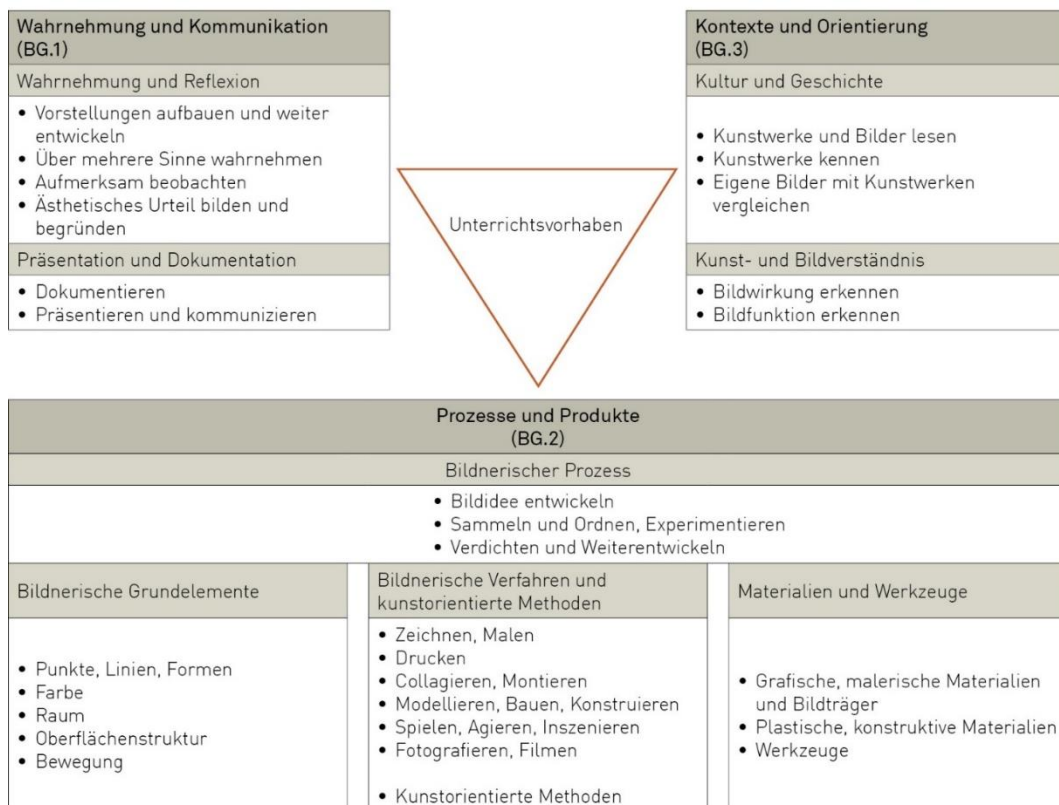 Wahrnehmung und Kommunikation
(BG.1)
Wahrnehmung und Reflexion
• Vorstellungen aufbauen und weiter
entwickeln
• Über mehrere Sinne wahrnehmen
• Aufmerksam beobachten
• Ästhetisches Urteil bilden und
begründen
Präsentation und Dokumentation
• Dokumentieren
• Präsentieren und kommunizieren
Unterrichtsvorhaben
Kontexte und Orientierung
(BG.3)
Kultur und Geschichte
• Kunstwerke und Bilder lesen
• Kunstwerke kennen
• Eigene Bilder mit Kunstwerken
vergleichen
Kunst- und Bildverständnis
• Bildwirkung erkennen
• Bildfunktion erkennen
Prozesse und Produkte
(BG.2)
Bildnerischer Prozess
• Bildidee entwickeln
• Sammeln und Ordnen, Experimentieren
• Verdichten und Weiterentwickeln
Bildnerische Grundelemente
• Punkte, Linien, Formen
• Farbe
• Raum
• Oberflächenstruktur
• Bewegung
Bildnerische Verfahren und
kunstorientierte Methoden
• Zeichnen, Malen
• Drucken
• Collagieren, Montieren
• Modellieren, Bauen, Konstruieren
• Spielen, Agieren, Inszenieren
• Fotografieren, Filmen
• Kunstorientierte Methoden
Materialien und Werkzeuge
• Grafische, malerische Materialien
und Bildträger
• Plastische, konstruktive Materialien
• Werkzeuge